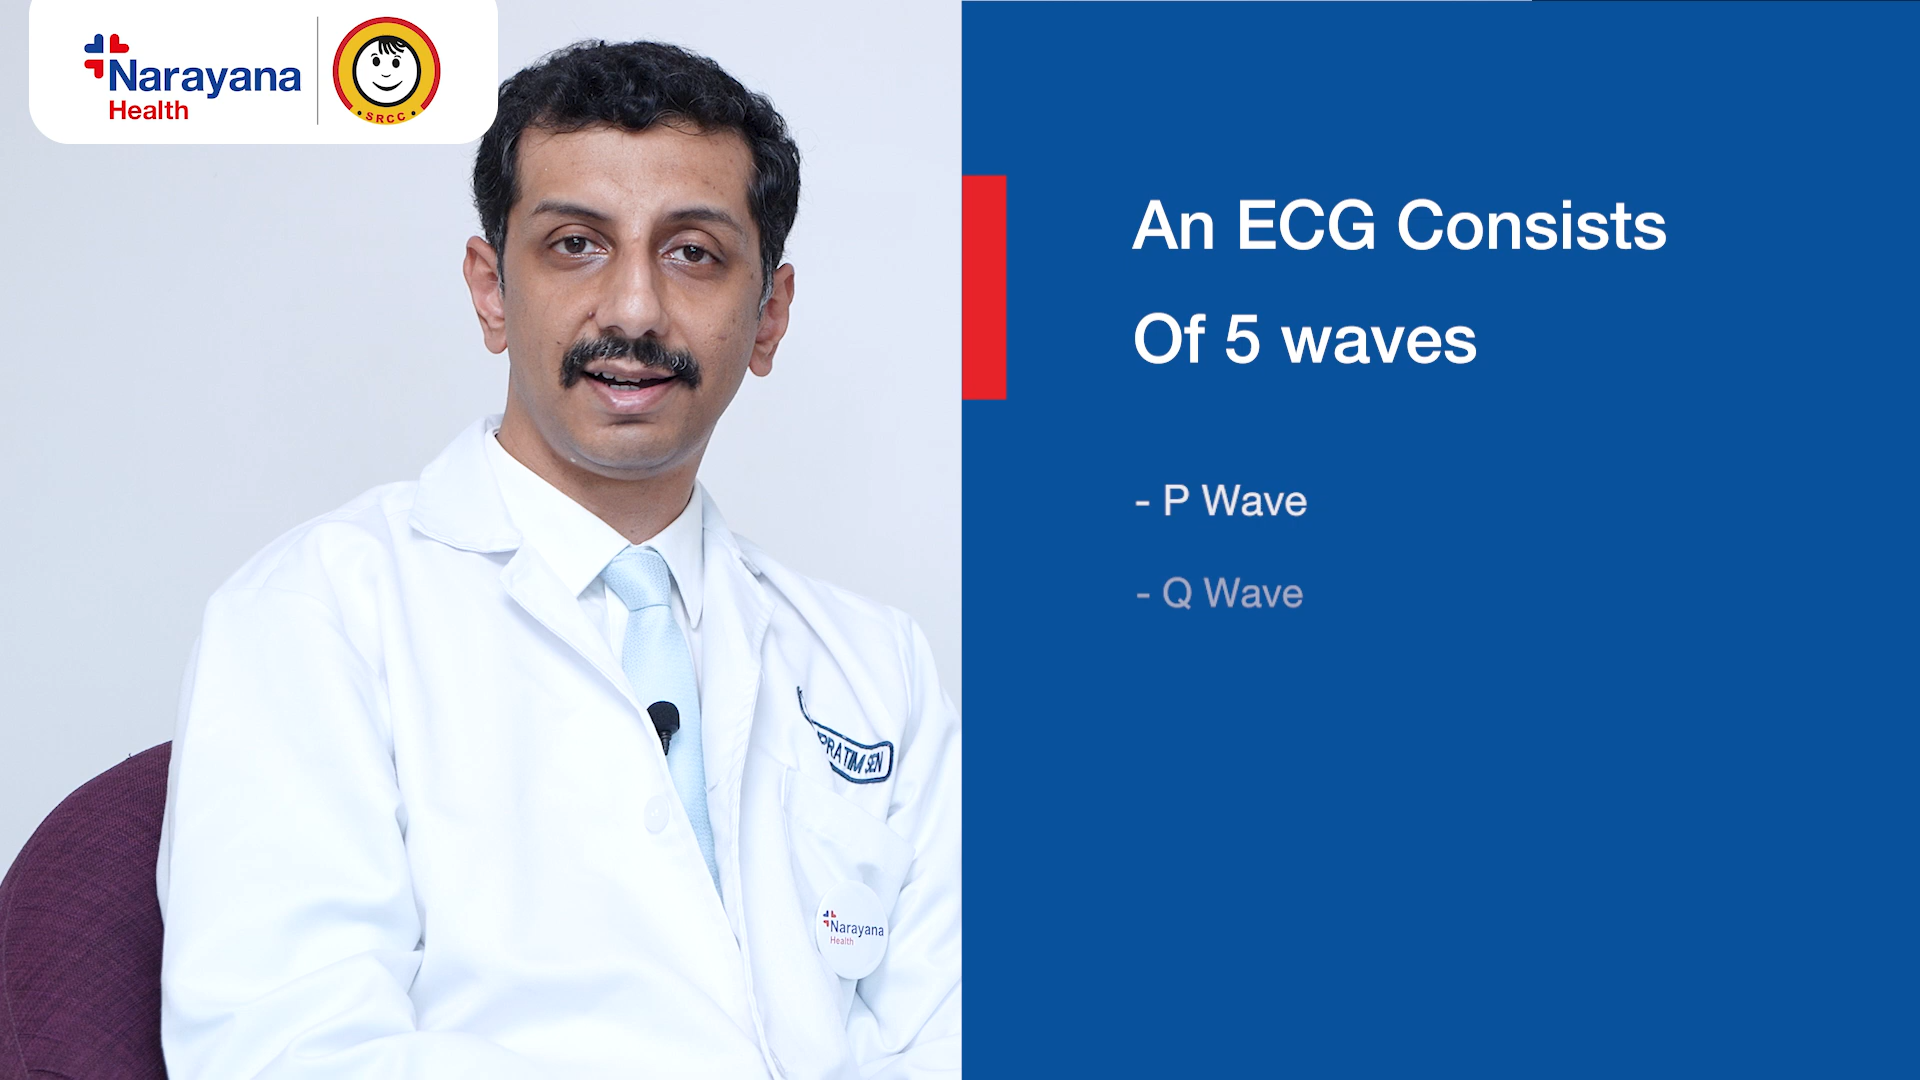 Narayana
Health
SRCC
An ECG Consists
Of 5 waves
- P Wave
- Q Wave
PRATIM SEN
Narayana
Health